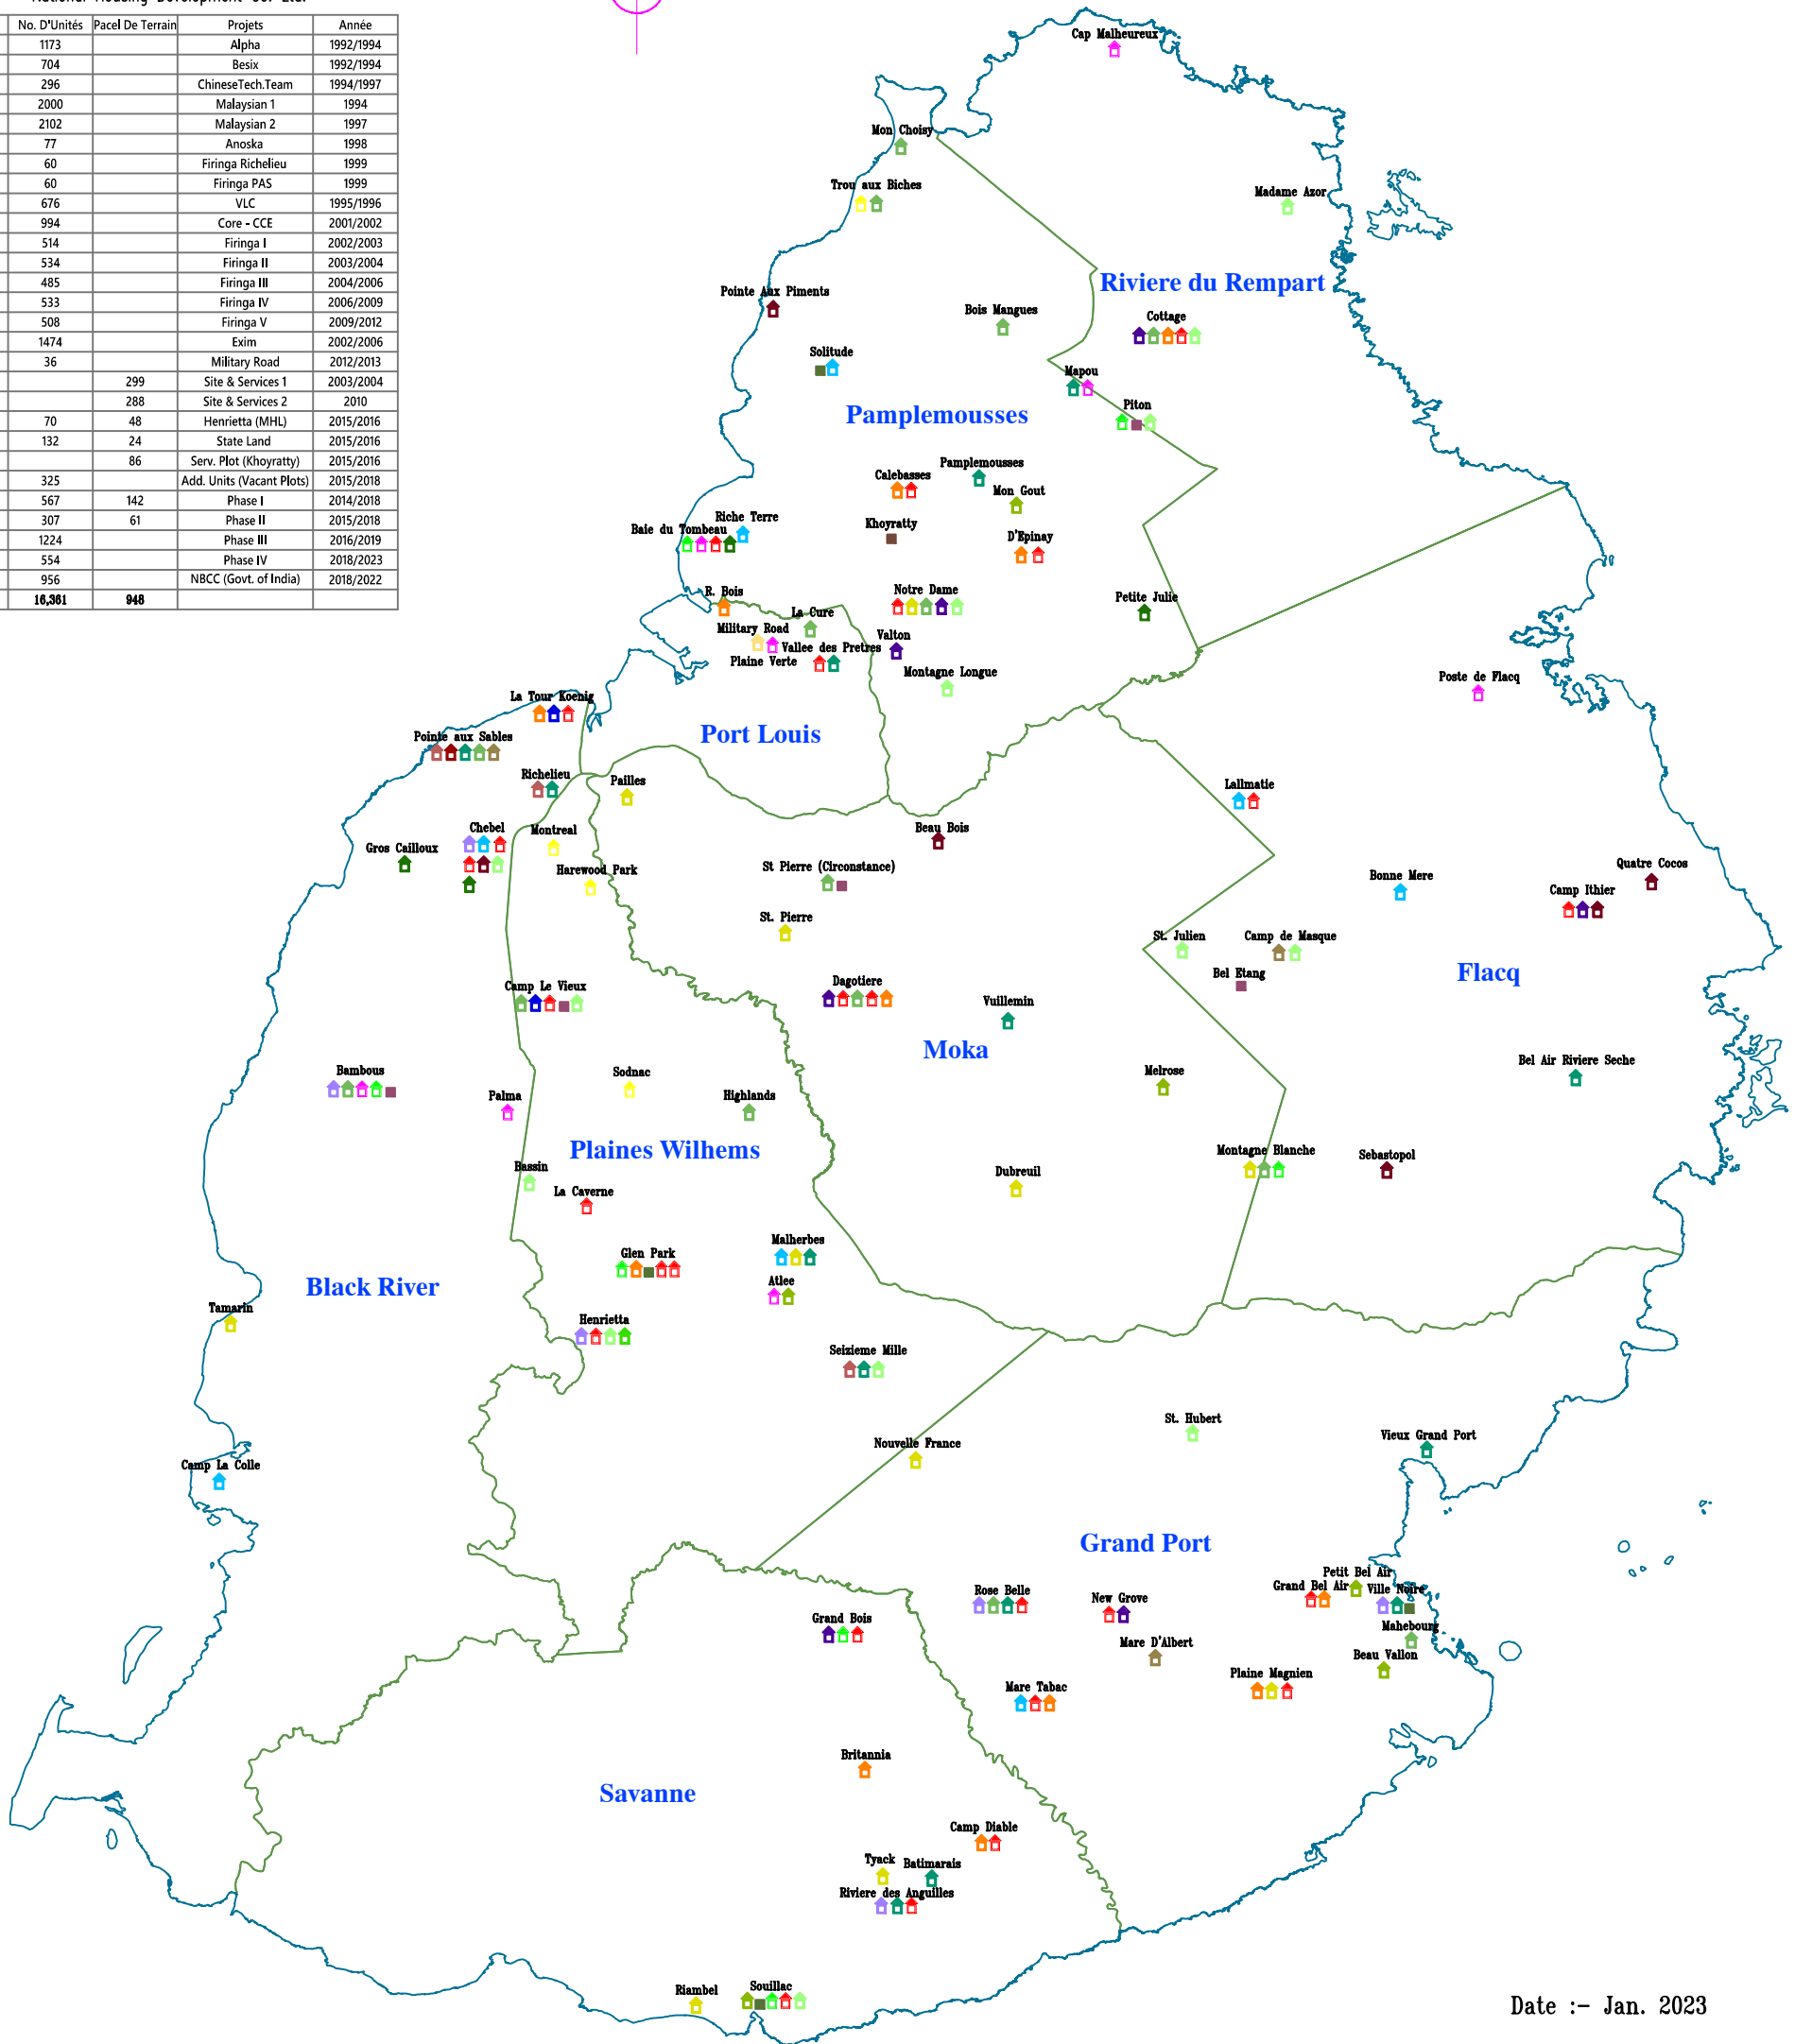 No. D'Unités Pacel De Terrain Projets Année
1173 Alpha 1992/1994
704 Besix 1992/1994
296 ChineseTech.Team 1994/1997
2000 Malaysian 1 1994
2102 Malaysian 2 1997
77 Anoska 1998
60 Firinga Richelieu 1999
60 Firinga PAS 1999
676 VLC 1995/1996
994 Core - CCE 2001/2002
514 Firinga I 2002/2003
534 Firinga II 2003/2004
485 Firinga III 2004/2006
533 Firinga IV 2006/2009
508 Firinga V 2009/2012
1474 Exim 2002/2006
36 Military Road 2012/2013
299 Site & Services 1 2003/2004
288 Site & Services 2 2010
70 48 Henrietta (MHL) 2015/2016
132 24 State Land 2015/2016
86 Serv. Plot (Khoyratty) 2015/2016
325 Add. Units (Vacant Plots) 2015/2018
567 142 Phase I 2014/2018
307 61 Phase II 2015/2018
1224 Phase III 2016/2019
554 Phase IV 2018/2023
956 NBCC (Govt. of India) 2018/2022
16,361 948
Cap Malheureux
Mon Choisy
Trou aux Biches
Madame Azor
Riviere du Rempart
Pointe Aux Piments
Bois Mangues
Cottage
Solitude
Mapou
Piton
Pamplemousses
Pamplemousses
Calebasses
Mon Gout
Riche Terre
Baie du Tombeau
Khoyratty
D'Epinay
R. Bois
Notre Dame
Petite Julie
La Cure
Military Road
Valton
Vallee des Pretres
Plaine Verte
Montagne Longue
Poste de Flacq
La Tour Koenig
Port Louis
Pointe aux Sables
Richelieu
Pailles
Lallmatie
Chebel
Montreal
Beau Bois
Gros Cailloux
Harewood Park
St Pierre (Circonstance)
Quatre Cocos
Bonne Mere
Camp Ithier
St. Pierre
St. Julien
Camp de Masque
Bel Etang
Flacq
Camp Le Vieux
Dagotiere
Vuillemin
Moka
Bel Air Riviere Seche
Bambous
Sodnac
Melrose
Palma
Highlands
Plaines Wilhems
Montagne Blanche
Sebastopol
Bassin
Dubreuil
La Caverne
Malherbes
Glen Park
Black River
Atlee
Tamarin
Henrietta
Seizieme Mille
St. Hubert
Vieux Grand Port
Nouvelle France
Camp La Colle
Grand Port
Petit Bel Air
Grand Bel Air
Ville Noire
Rose Belle
New Grove
Grand Bois
Mahebourg
Mare D'Albert
Beau Vallon
Plaine Magnien
Mare Tabac
Britannia
Savanne
Camp Diable
Tyack
Batimarais
Riviere des Anguilles
Riambel
Souillac
Date :- Jan. 2023